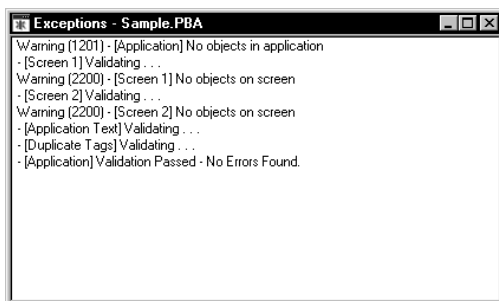 Exceptions - Sample.PBA
Warning (1201) - [Application] No objects in application
- [Screen 1] Validating . . .
Warning (2200) - [Screen 1] No objects on screen
- [Screen 2] Validating . . .
Warning (2200) - [Screen 2] No objects on screen
- [Application Text] Validating . . .
- [Duplicate Tags] Validating . . .
- [Application] Validation Passed - No Errors Found.